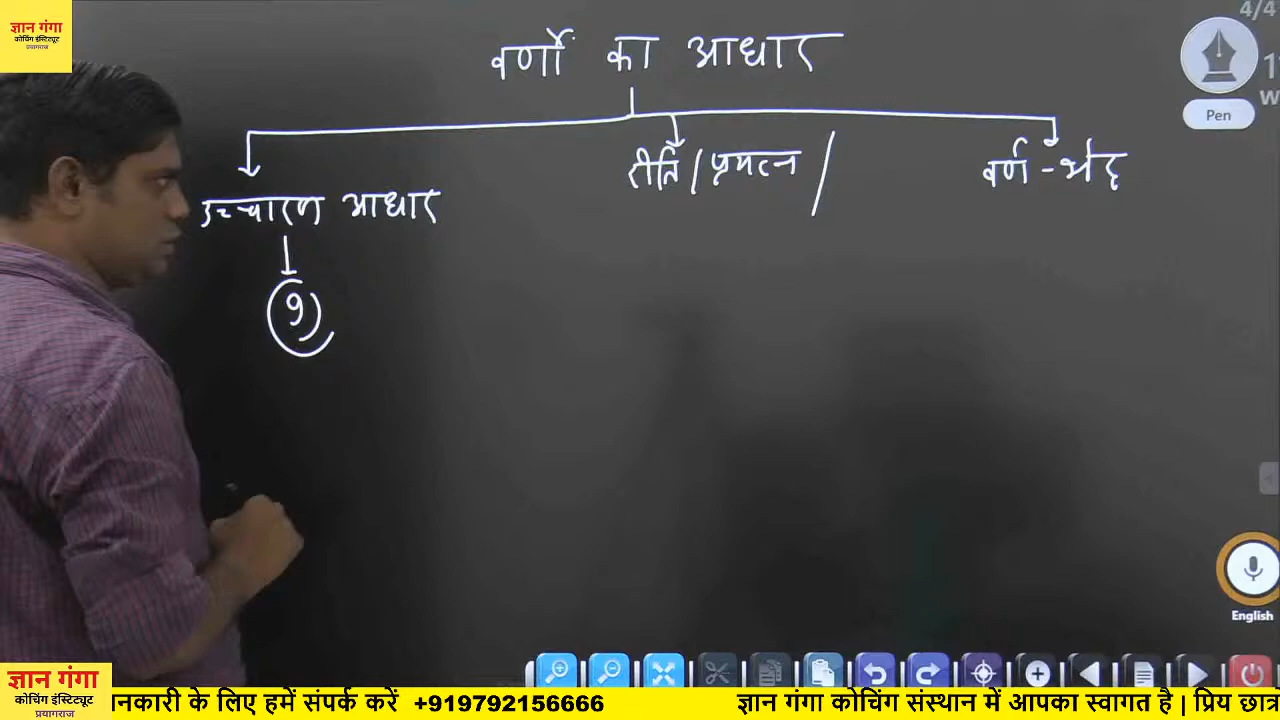 ज्ञान गंगा
कोचिंग इंस्टिट्यूट
प्रयागराज
4/4
वर्णों का आधार
Pen
उच्चारण आधार
रीति / प्रयत्न /
वर्ण - भेद
9
English
ज्ञान गंगा
कोचिंग इंस्टिट्यूट
प्रयागराज
ानकारी के लिए हमें संपर्क करें +919792156666
ज्ञान गंगा कोचिंग संस्थान में आपका स्वागत है | प्रिय छात्र